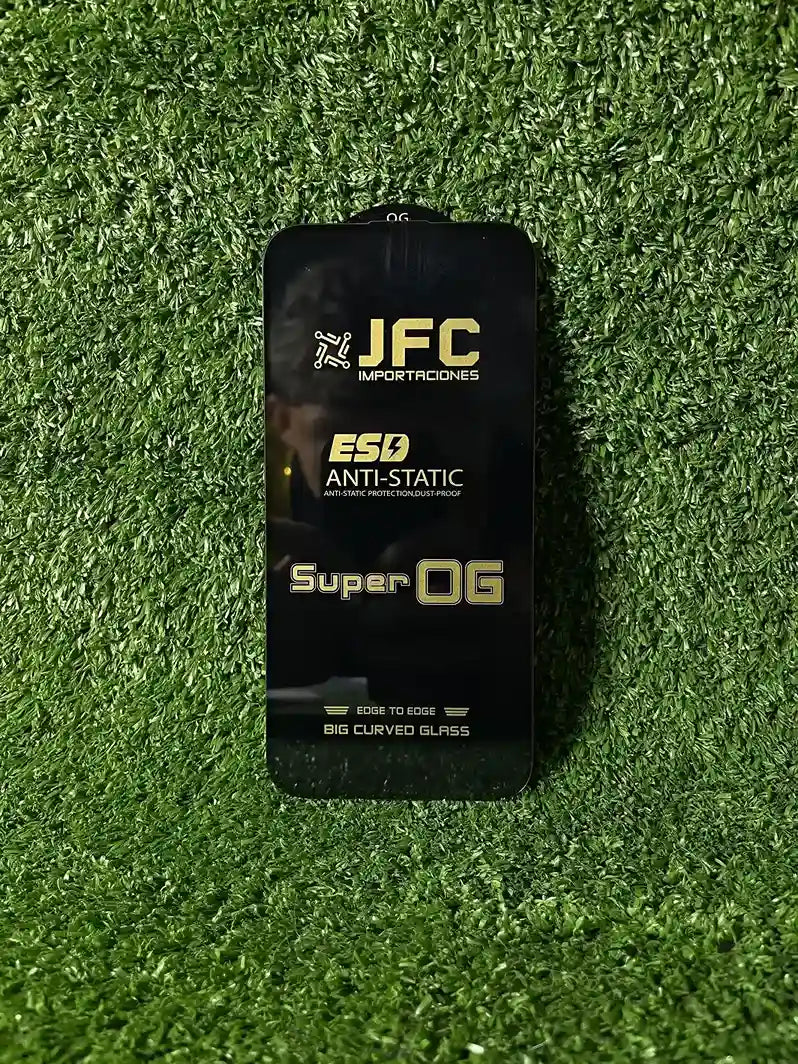 OG
JFC
IMPORTACIONES
ESD
ANTI-STATIC
ANTI-STATIC PROTECTION,DUST-PROOF
Super OG
EDGE TO EDGE
BIG CURVED GLASS